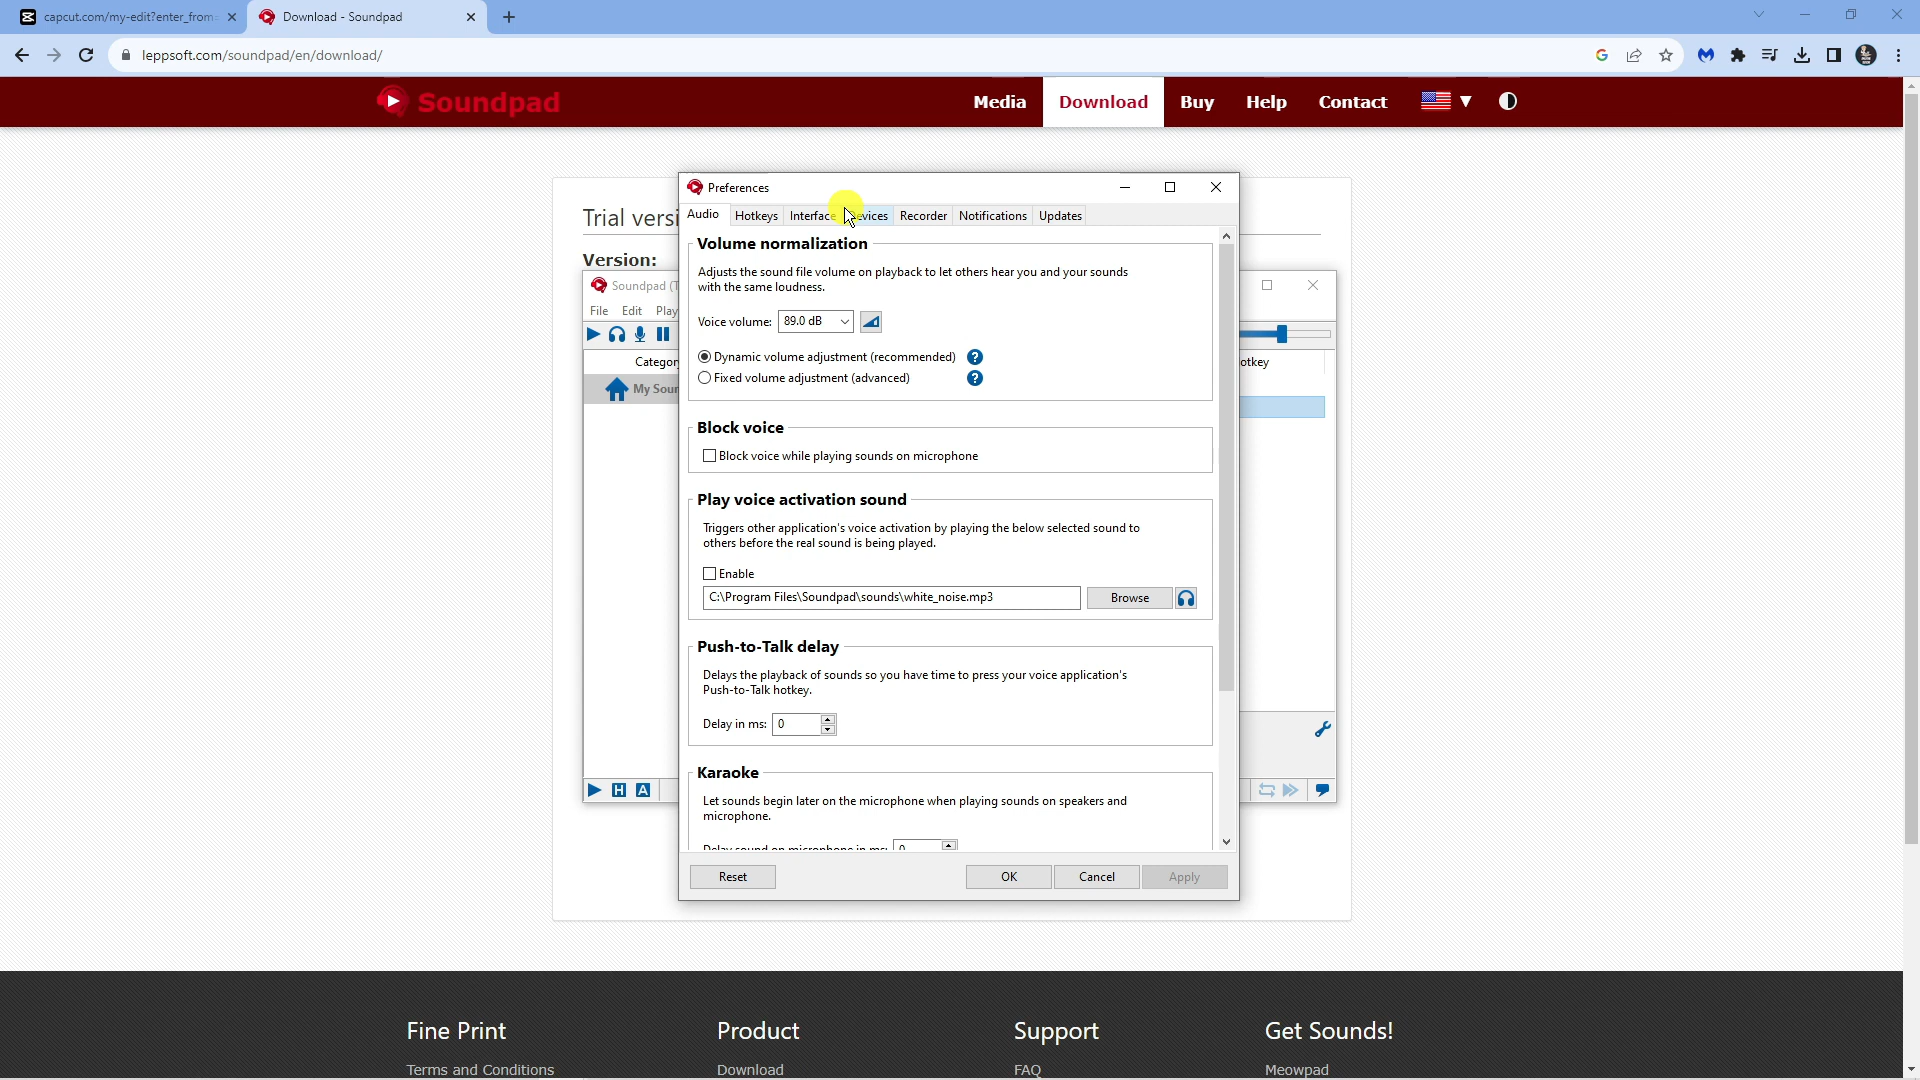 capcut.com/my-edit?enter_from=
Download - Soundpad
leppsoft.com/soundpad/en/download/
Soundpad
Media
Download
Buy
Help
Contact
Trial versi
Version:
Soundpad (T
File Edit Play
Categor
My Sour
otkey
Preferences
Audio Hotkeys Interface evices Recorder Notifications Updates
Volume normalization
Adjusts the sound file volume on playback to let others hear you and your sounds
with the same loudness.
Voice volume: 89.0 dB
Dynamic volume adjustment (recommended) ?
Fixed volume adjustment (advanced) ?
Block voice
Block voice while playing sounds on microphone
Play voice activation sound
Triggers other application's voice activation by playing the below selected sound to
others before the real sound is being played.
Enable
C:\Program Files\Soundpad\sounds\white_noise.mp3 Browse
Push-to-Talk delay
Delays the playback of sounds so you have time to press your voice application's
Push-to-Talk hotkey.
Delay in ms: 0
Karaoke
Let sounds begin later on the microphone when playing sounds on speakers and
microphone.
Delay sound on microphone in ms: 0
H A
Reset OK Cancel Apply
Fine Print
Product
Support
Get Sounds!
Terms and Conditions
Download
FAQ
Meowpad